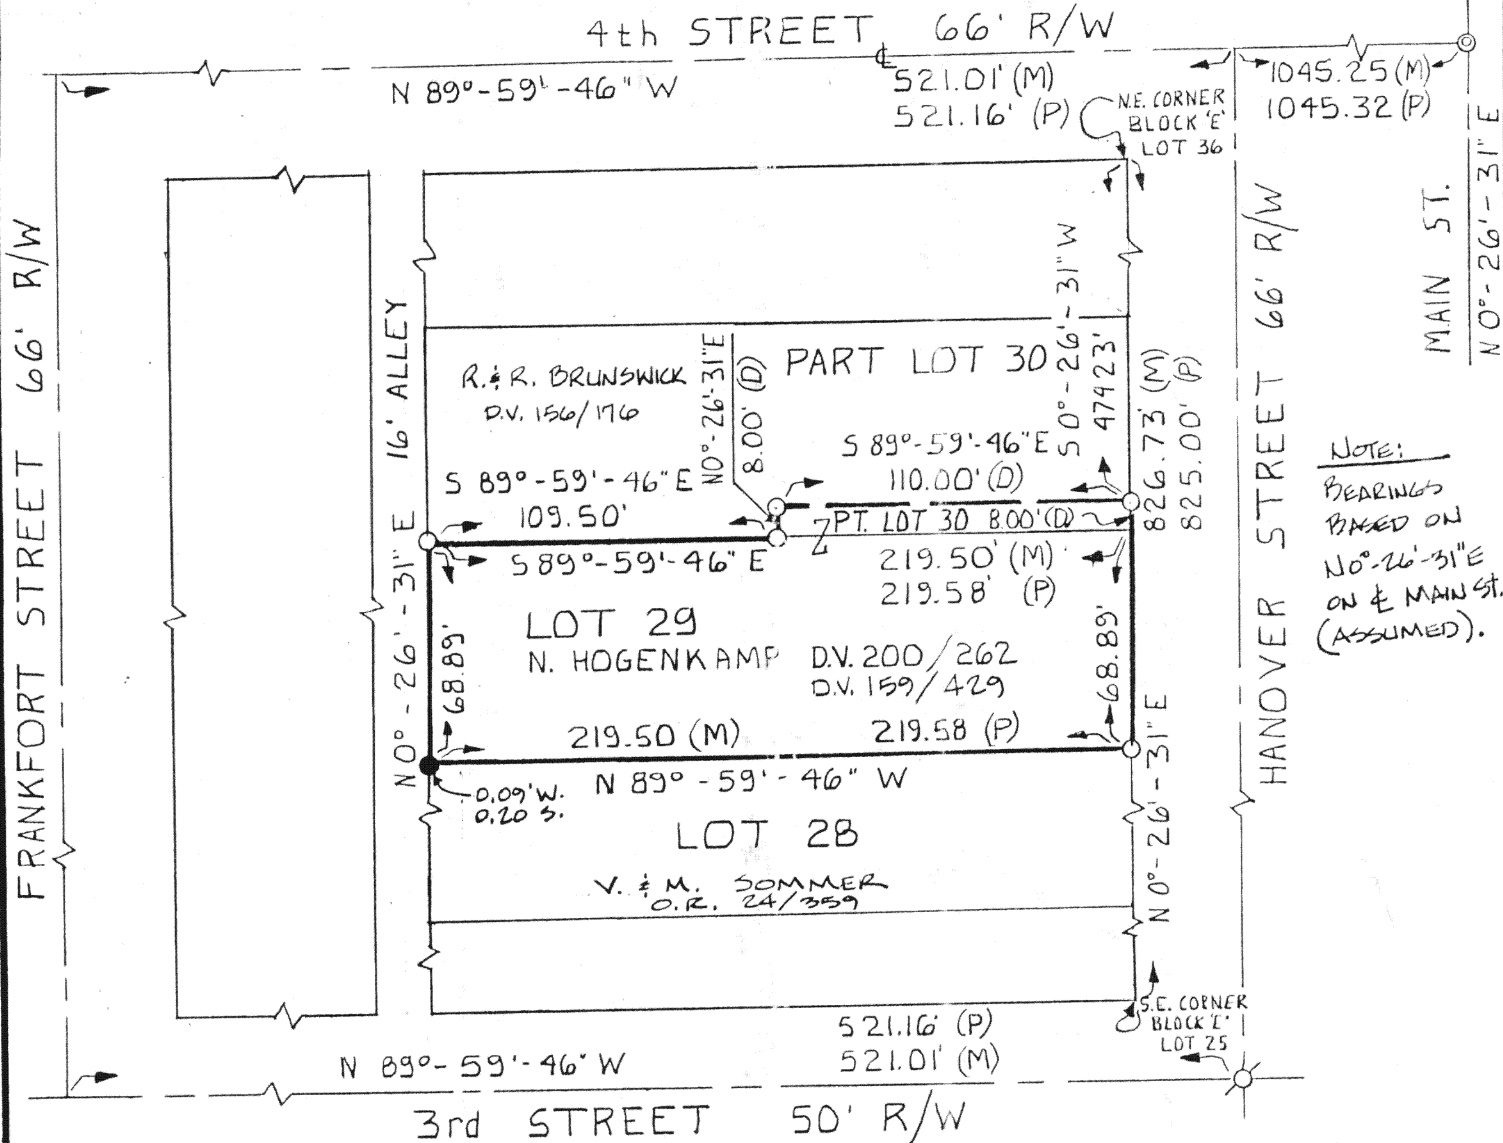 4th STREET 66' R/W
℄
N 89°-59'-46" W
521.01' (M)
521.16' (P)
1045.25 (M)
1045.32 (P)
N.E. CORNER
BLOCK 'E'
LOT 36
MAIN ST.
N 0°-26'-31" E
FRANKFORT STREET 66' R/W
16' ALLEY
N 0°-26'-31" E
R. & R. BRUNSWICK
D.V. 156/176
N0°-26'-31"E
8.00' (D)
PART LOT 30
S 0°-26'-31" W
474.23'
826.73' (M)
825.00' (P)
HANOVER STREET 66' R/W
S 89°-59'-46" E
109.50'
S 89°-59'-46" E
110.00' (D)
Z PT. LOT 30 8.00' (D)
S 89°-59'-46" E
219.50' (M)
219.58' (P)
LOT 29
N. HOGENKAMP
D.V. 200/262
D.V. 159/429
68.89'
68.89'
219.50 (M)
219.58 (P)
N 89°-59'-46" W
0.09' W.
0.20 S.
LOT 28
V. & M. SOMMER
O.R. 24/359
N 0°-26'-31" E
NOTE:
BEARINGS
BASED ON
N0°-26'-31"E
ON ℄ MAIN St.
(ASSUMED).
S.E. CORNER
BLOCK 'E'
LOT 25
521.16' (P)
521.01' (M)
N 89°-59'-46" W
3rd STREET 50' R/W